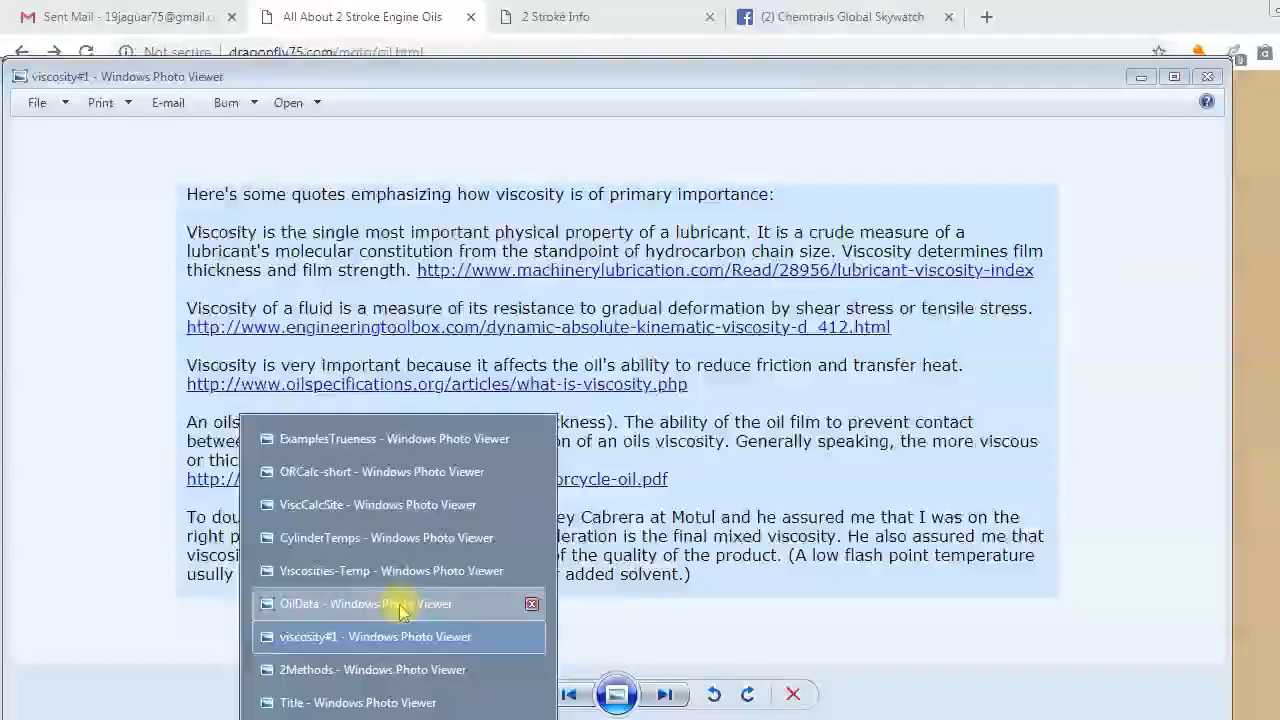 Sent Mail - 19jaguar75@gmail.c
All About 2 Stroke Engine Oils
2 Stroke Info
(2) Chemtrails Global Skywatch
Not secure
dragonfly75.com/moto/oil.html
viscosity#1 - Windows Photo Viewer
File Print E-mail Burn Open
Here's some quotes emphasizing how viscosity is of primary importance:
Viscosity is the single most important physical property of a lubricant. It is a crude measure of a
lubricant's molecular constitution from the standpoint of hydrocarbon chain size. Viscosity determines film
thickness and film strength. http://www.machinerylubrication.com/Read/28956/lubricant-viscosity-index
Viscosity of a fluid is a measure of its resistance to gradual deformation by shear stress or tensile stress.
http://www.engineeringtoolbox.com/dynamic-absolute-kinematic-viscosity-d_412.html
Viscosity is very important because it affects the oil's ability to reduce friction and transfer heat.
http://www.oilspecifications.org/articles/what-is-viscosity.php
An oils kness). The ability of the oil film to prevent contact
betwee n of an oils viscosity. Generally speaking, the more viscous
or thic
http:/ orcycle-oil.pdf
To dou ey Cabrera at Motul and he assured me that I was on the
right p leration is the final mixed viscosity. He also assured me that
viscosi of the quality of the product. (A low flash point temperature
usully r added solvent.)
ExamplesTrueness - Windows Photo Viewer
ORCalc-short - Windows Photo Viewer
ViscCalcSite - Windows Photo Viewer
CylinderTemps - Windows Photo Viewer
Viscosities-Temp - Windows Photo Viewer
OilData - Windows Photo Viewer
viscosity#1 - Windows Photo Viewer
2Methods - Windows Photo Viewer
Title - Windows Photo Viewer